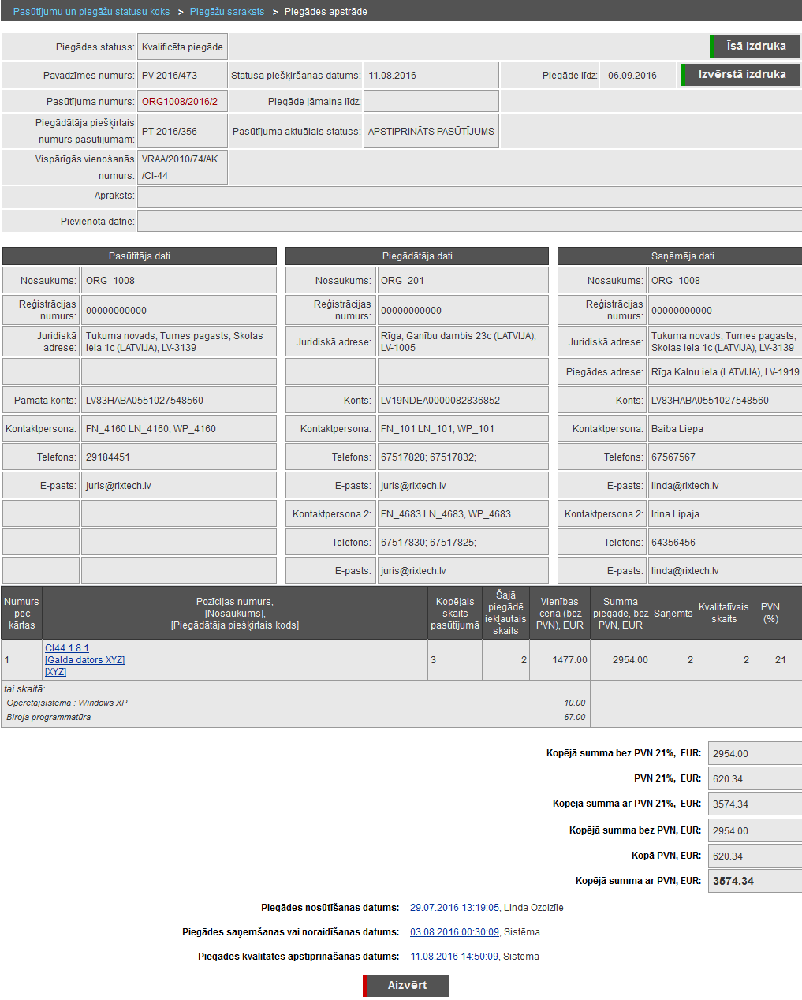 Pasūtījumu un piegāžu statusu koks > Piegāžu saraksts > Piegādes apstrāde
Piegādes statuss: Kvalificēta piegāde Īsā izdruka
Pavadzīmes numurs: PV-2016/473 Statusa piešķiršanas datums: 11.08.2016 Piegāde līdz: 06.09.2016 Izvērstā izdruka
Pasūtījuma numurs: ORG1008/2016/2 Piegāde jāmaina līdz:
Piegādātāja piešķirtais
numurs pasūtījumam: PT-2016/356 Pasūtījuma aktuālais statuss: APSTIPRINĀTS PASŪTĪJUMS
Vispārīgās vienošanās
numurs: VRAA/2010/74/AK
/CI-44
Apraksts:
Pievienotā datne:
Pasūtītāja dati
Nosaukums: ORG_1008
Reģistrācijas
numurs: 00000000000
Juridiskā
adrese: Tukuma novads, Tumes pagasts, Skolas
iela 1c (LATVIJA), LV-3139
Pamata konts: LV83HABA0551027548560
Kontaktpersona: FN_4160 LN_4160, WP_4160
Telefons: 29184451
E-pasts: juris@rixtech.lv
Piegādātāja dati
Nosaukums: ORG_201
Reģistrācijas
numurs: 00000000000
Juridiskā adrese: Rīga, Ganību dambis 23c (LATVIJA),
LV-1005
Konts: LV19NDEA0000082836852
Kontaktpersona: FN_101 LN_101, WP_101
Telefons: 67517828; 67517832;
E-pasts: juris@rixtech.lv
Kontaktpersona 2: FN_4683 LN_4683, WP_4683
Telefons: 67517830; 67517825;
E-pasts: juris@rixtech.lv
Saņēmēja dati
Nosaukums: ORG_1008
Reģistrācijas
numurs: 00000000000
Juridiskā adrese: Tukuma novads, Tumes pagasts,
Skolas iela 1c (LATVIJA), LV-3139
Piegādes adrese: Rīga Kalnu iela (LATVIJA), LV-1919
Konts: LV83HABA0551027548560
Kontaktpersona: Baiba Liepa
Telefons: 67567567
E-pasts: linda@rixtech.lv
Kontaktpersona 2: Irina Lipaja
Telefons: 64356456
E-pasts: linda@rixtech.lv
Numurs
pēc
kārtas
Pozīcijas numurs,
[Nosaukums],
[Piegādātāja piešķirtais kods]
Kopējais
skaits
pasūtījumā
Šajā
piegādē
iekļautais
skaits
Vienības
cena (bez
PVN), EUR
Summa
piegādē, bez
PVN, EUR
Saņemts
Kvalitatīvais
skaits
PVN
(%)
1 CI44.1.8.1
[Galda dators XYZ]
[XYZ]
3 2 1477.00 2954.00 2 2 21
tai skaitā:
Operētājsistēma : Windows XP 10.00
Biroja programmatūra 67.00
Kopējā summa bez PVN 21%, EUR: 2954.00
PVN 21%, EUR: 620.34
Kopējā summa ar PVN 21%, EUR: 3574.34
Kopējā summa bez PVN, EUR: 2954.00
Kopā PVN, EUR: 620.34
Kopējā summa ar PVN, EUR: 3574.34
Piegādes nosūtīšanas datums: 29.07.2016 13:19:05, Linda Ozolzīle
Piegādes saņemšanas vai noraidīšanas datums: 03.08.2016 00:30:09, Sistēma
Piegādes kvalitātes apstiprināšanas datums: 11.08.2016 14:50:09, Sistēma
Aizvērt